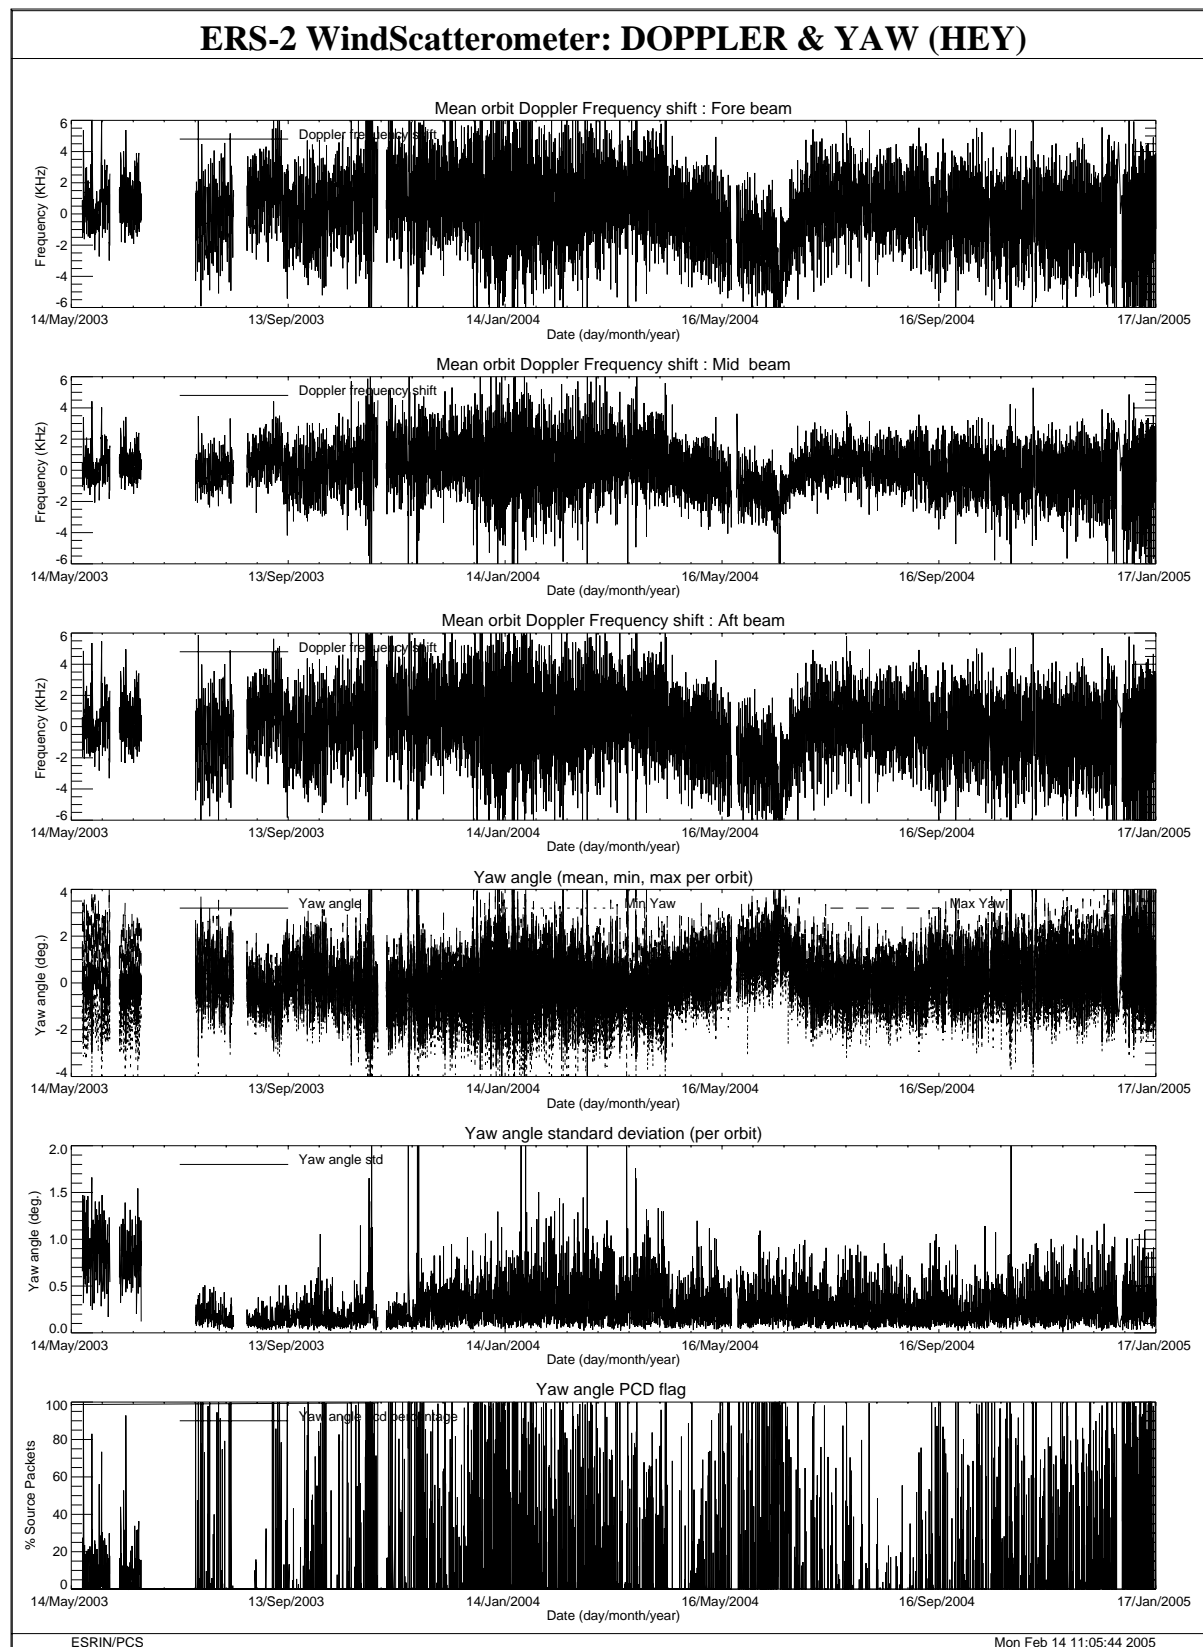 ERS-2 WindScatterometer: DOPPLER & YAW (HEY)
Mean orbit Doppler Frequency shift : Fore beam
Doppler frequency shift
Frequency (KHz)
6
4
2
0
-2
-4
-6
14/May/2003 13/Sep/2003 14/Jan/2004 16/May/2004 16/Sep/2004 17/Jan/2005
Date (day/month/year)
Mean orbit Doppler Frequency shift : Mid beam
Doppler frequency shift
Frequency (KHz)
6
4
2
0
-2
-4
-6
14/May/2003 13/Sep/2003 14/Jan/2004 16/May/2004 16/Sep/2004 17/Jan/2005
Date (day/month/year)
Mean orbit Doppler Frequency shift : Aft beam
Doppler frequency shift
Frequency (KHz)
6
4
2
0
-2
-4
-6
14/May/2003 13/Sep/2003 14/Jan/2004 16/May/2004 16/Sep/2004 17/Jan/2005
Date (day/month/year)
Yaw angle (mean, min, max per orbit)
Yaw angle Min Yaw Max Yaw
Yaw angle (deg.)
4
2
0
-2
-4
14/May/2003 13/Sep/2003 14/Jan/2004 16/May/2004 16/Sep/2004 17/Jan/2005
Date (day/month/year)
Yaw angle standard deviation (per orbit)
Yaw angle std
Yaw angle (deg.)
2.0
1.5
1.0
0.5
0.0
14/May/2003 13/Sep/2003 14/Jan/2004 16/May/2004 16/Sep/2004 17/Jan/2005
Date (day/month/year)
Yaw angle PCD flag
Yaw angle pcd percentage
% Source Packets
100
80
60
40
20
0
14/May/2003 13/Sep/2003 14/Jan/2004 16/May/2004 16/Sep/2004 17/Jan/2005
Date (day/month/year)
ESRIN/PCS Mon Feb 14 11:05:44 2005